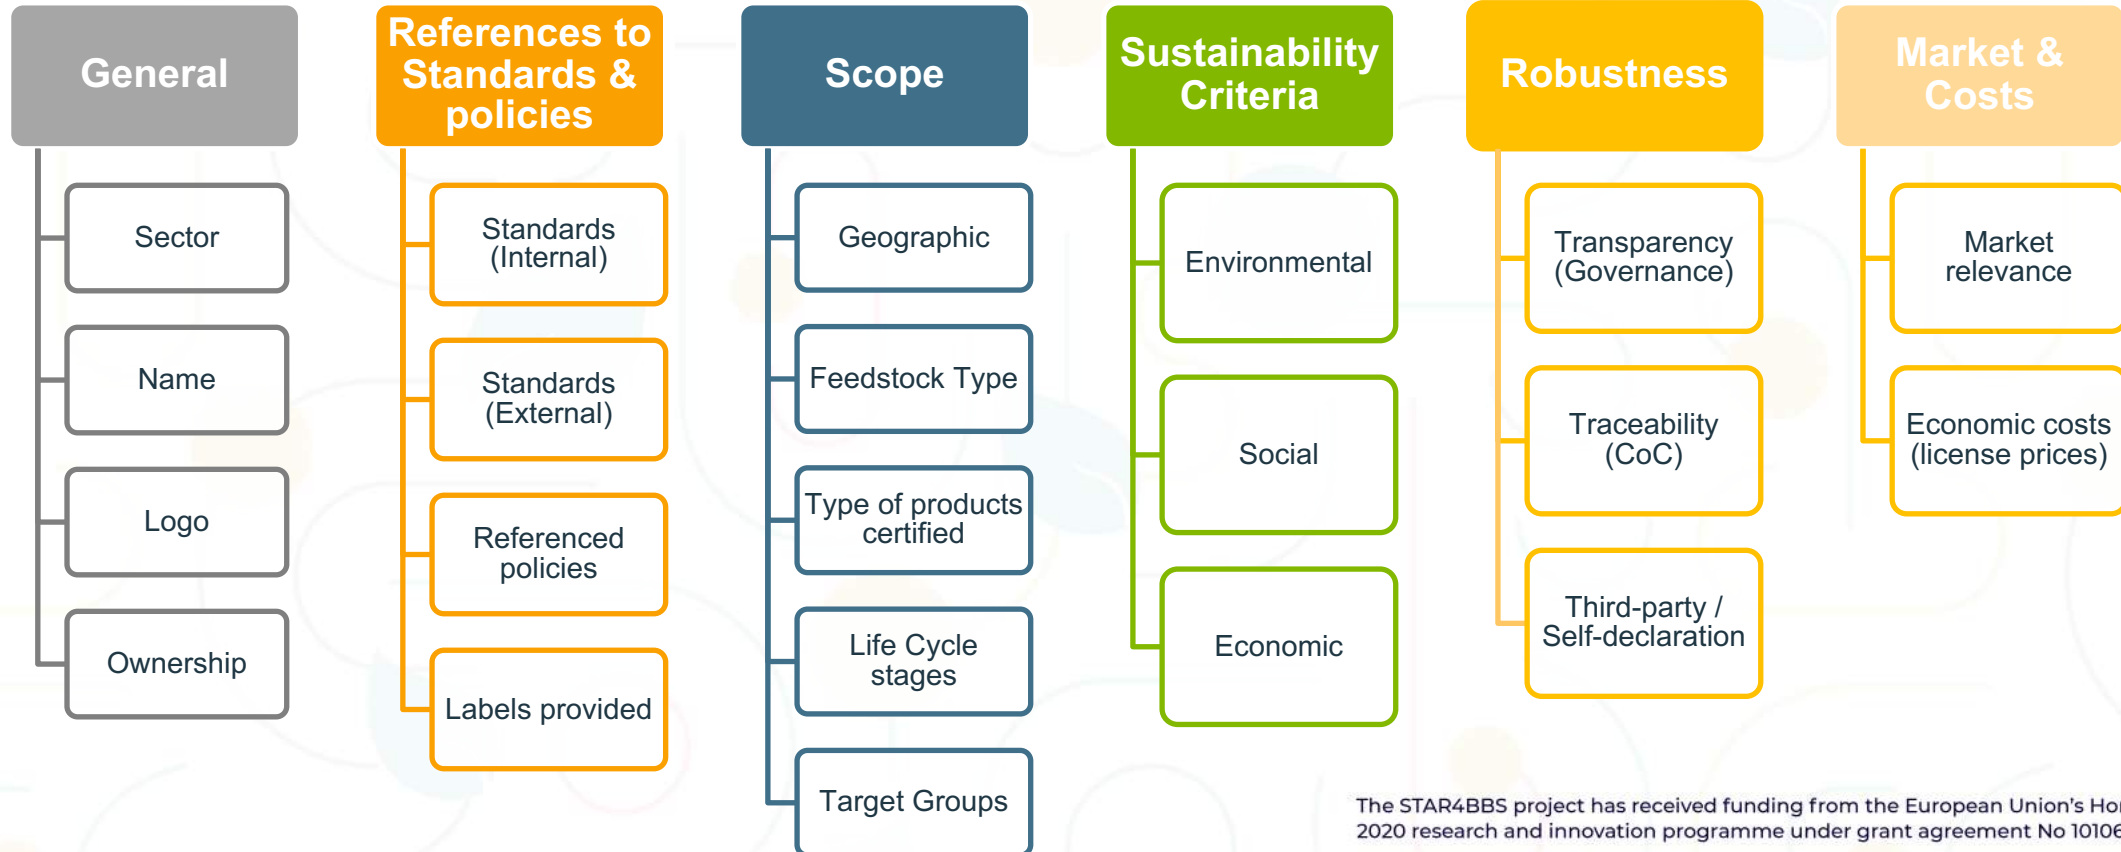 General
Sector
Name
Logo
Ownership
References to
Standards &
policies
Standards
(Internal)
Standards
(External)
Referenced
policies
Labels provided
Scope
Geographic
Feedstock Type
Type of products
certified
Life Cycle
stages
Target Groups
Sustainability
Criteria
Environmental
Social
Economic
Robustness
Transparency
(Governance)
Traceability
(CoC)
Third-party /
Self-declaration
Market &
Costs
Market
relevance
Economic costs
(license prices)
The STAR4BBS project has received funding from the European Union's
2020 research and innovation programme under grant agreement No